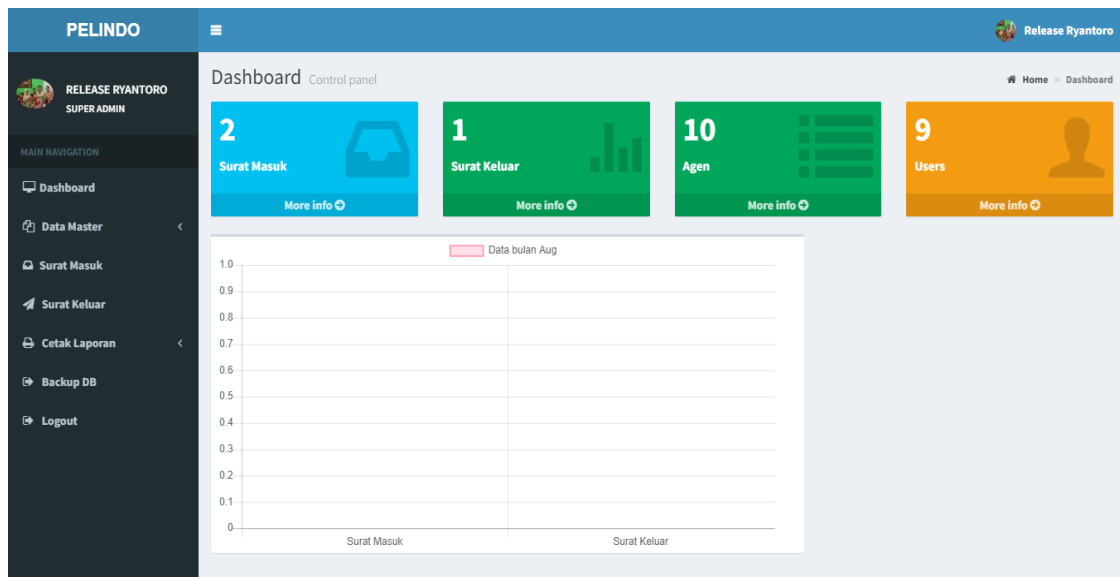 PELINDO
Release Ryantoro
RELEASE RYANTORO
SUPER ADMIN
MAIN NAVIGATION
Dashboard
Data Master
Surat Masuk
Surat Keluar
Cetak Laporan
Backup DB
Logout
Dashboard Control panel
Home > Dashboard
2
Surat Masuk
More info
1
Surat Keluar
More info
10
Agen
More info
9
Users
More info
Data bulan Aug
1.0
0.9
0.8
0.7
0.6
0.5
0.4
0.3
0.2
0.1
0
Surat Masuk Surat Keluar